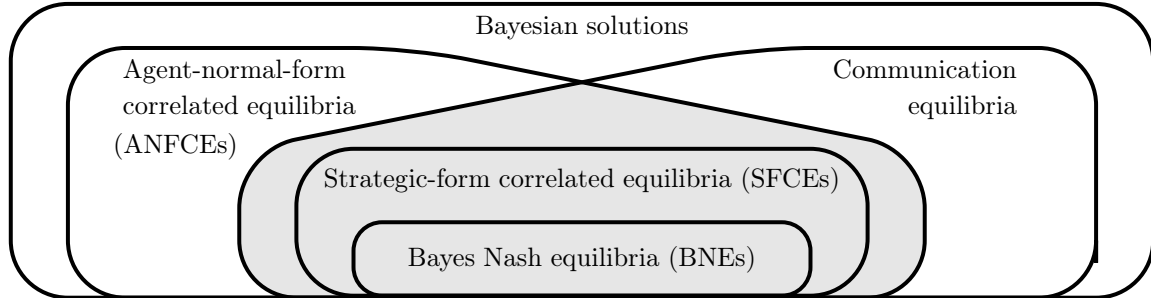 Bayesian solutions
Agent-normal-form
correlated equilibria
(ANFCEs)
Communication
equilibria
Strategic-form correlated equilibria (SFCEs)
Bayes Nash equilibria (BNEs)